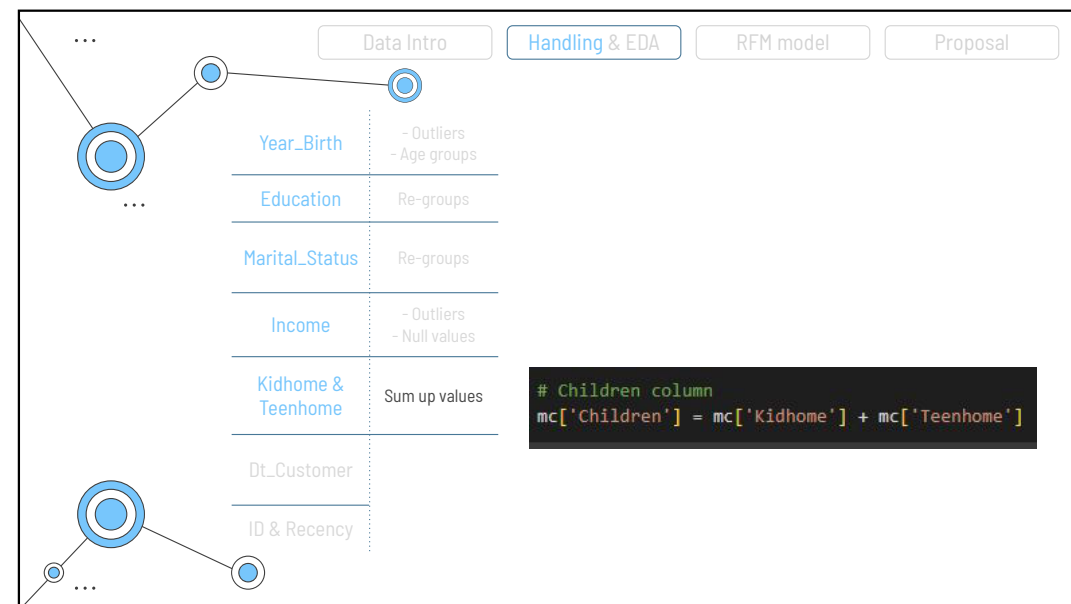 ...
Data Intro
Handling & EDA
RFM model
Proposal
Year_Birth
- Outliers
- Age groups
...
Education
Re-groups
Marital_Status
Re-groups
Income
- Outliers
- Null values
Kidhome &
Teenhome
Sum up values
# Children column
mc['Children'] = mc['Kidhome'] + mc['Teenhome']
Dt_Customer
ID & Recency
...